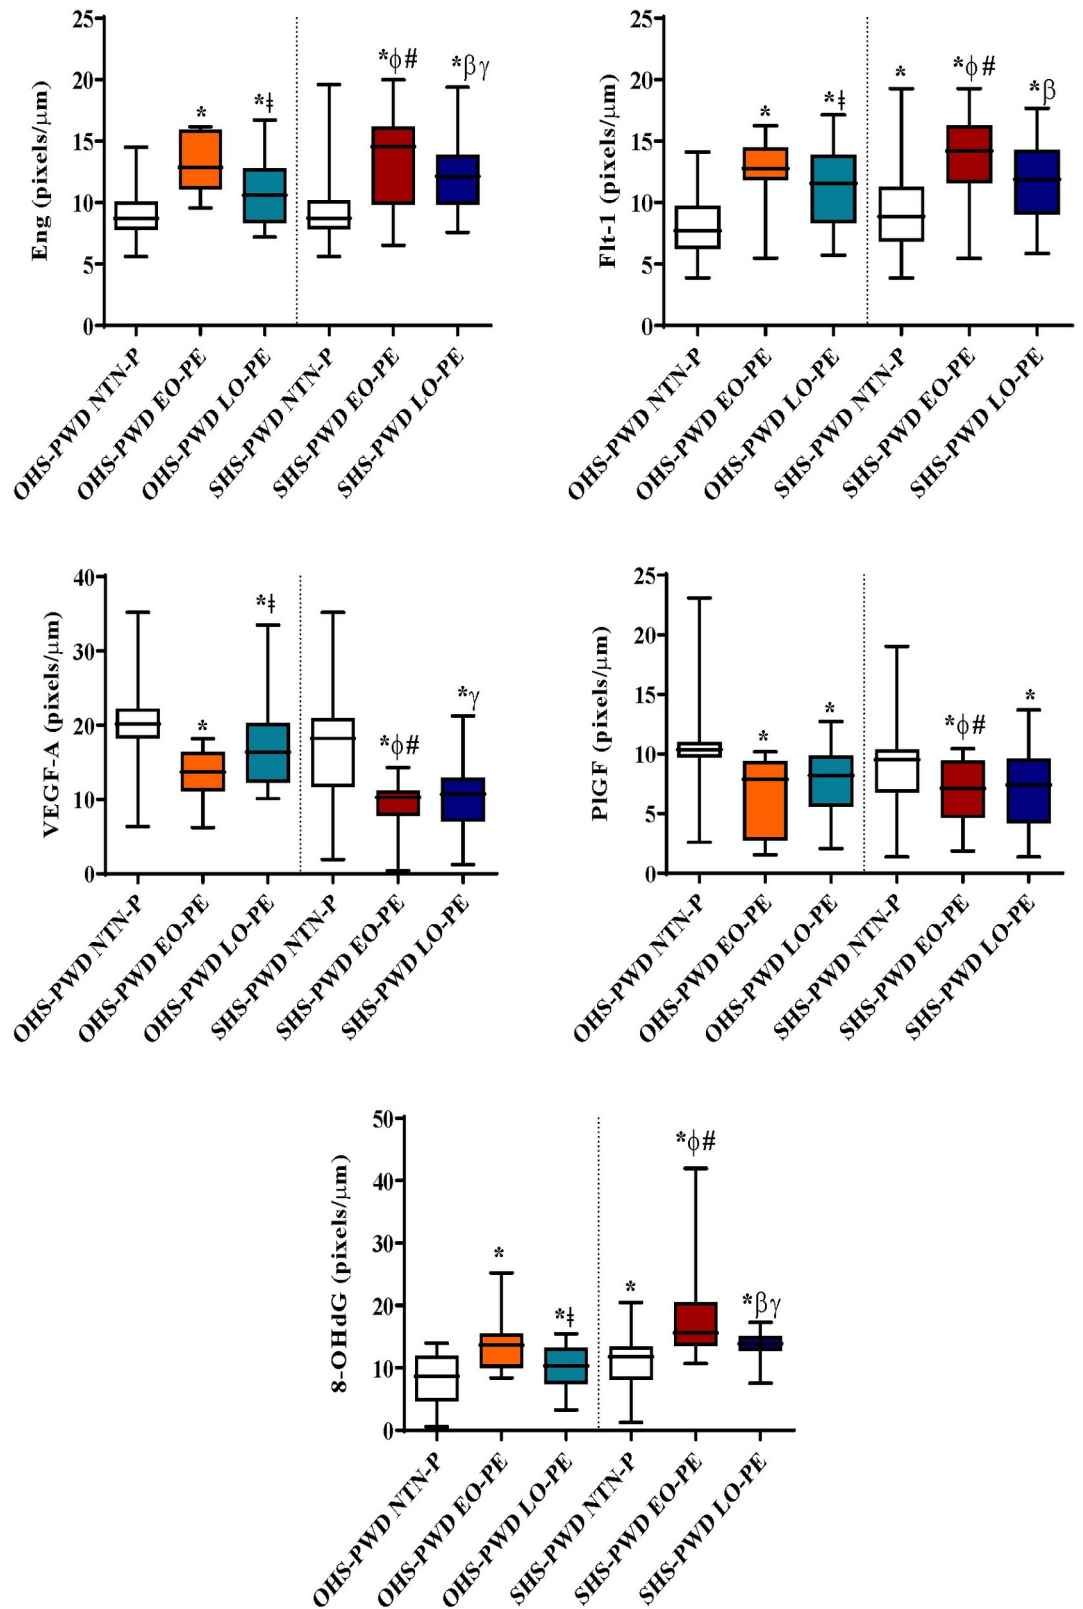 Eng (pixels/μm)
25
20
15
10
5
0
*
*‡
*ϕ#
*βγ
OHS-PWD NTN-P
OHS-PWD EO-PE
OHS-PWD LO-PE
SHS-PWD NTN-P
SHS-PWD EO-PE
SHS-PWD LO-PE
Flt-1 (pixels/μm)
25
20
15
10
5
0
*
*‡
*
*ϕ#
*β
OHS-PWD NTN-P
OHS-PWD EO-PE
OHS-PWD LO-PE
SHS-PWD NTN-P
SHS-PWD EO-PE
SHS-PWD LO-PE
VEGF-A (pixels/μm)
40
30
20
10
0
*
*‡
*ϕ#
*γ
OHS-PWD NTN-P
OHS-PWD EO-PE
OHS-PWD LO-PE
SHS-PWD NTN-P
SHS-PWD EO-PE
SHS-PWD LO-PE
PlGF (pixels/μm)
25
20
15
10
5
0
*
*
*ϕ#
*
OHS-PWD NTN-P
OHS-PWD EO-PE
OHS-PWD LO-PE
SHS-PWD NTN-P
SHS-PWD EO-PE
SHS-PWD LO-PE
8-OHdG (pixels/μm)
50
40
30
20
10
0
*
*‡
*
*ϕ#
*βγ
OHS-PWD NTN-P
OHS-PWD EO-PE
OHS-PWD LO-PE
SHS-PWD NTN-P
SHS-PWD EO-PE
SHS-PWD LO-PE